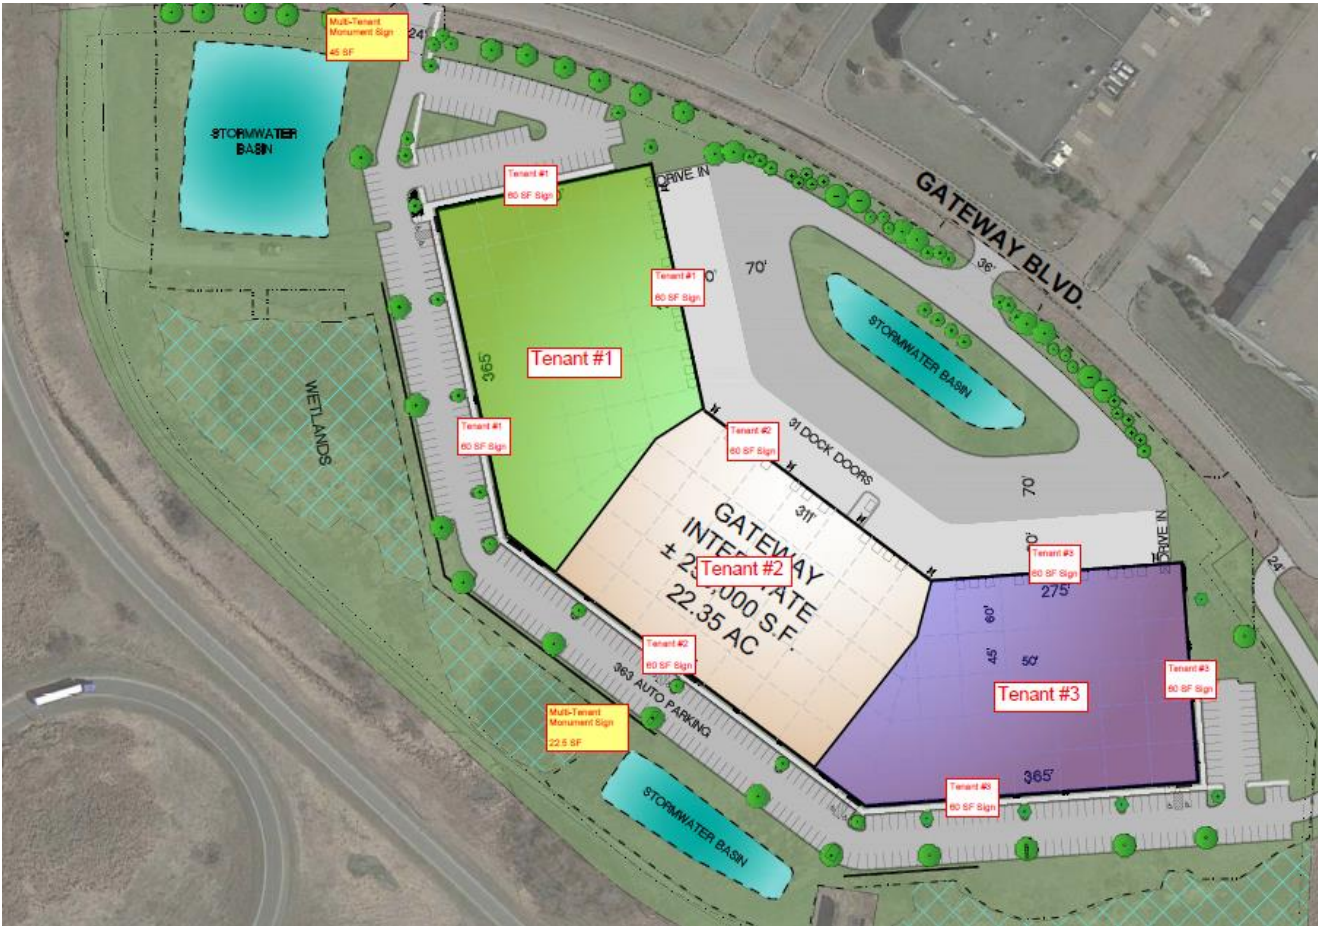 Multi-Tenant
Monument Sign
45 SF
24'
STORMWATER
BASIN
Tenant #1
60 SF Sign
DRIVE IN
GATEWAY BLVD.
36'
70'
Tenant #1
60 SF Sign
STORMWATER BASIN
Tenant #1
365'
WETLANDS
Tenant #1
60 SF Sign
Tenant #2
60 SF Sign
31 DOCK DOORS
311'
70'
GATEWAY
Tenant #2
,000 S.F.
22.35 AC
DRIVE IN
Tenant #3
60 SF Sign
275'
24'
60'
45'
50'
Tenant #2
60 SF Sign
363 AUTO PARKING
Tenant #3
60 SF Sign
Tenant #3
Multi-Tenant
Monument Sign
22.5 SF
365'
Tenant #3
60 SF Sign
STORMWATER BASIN